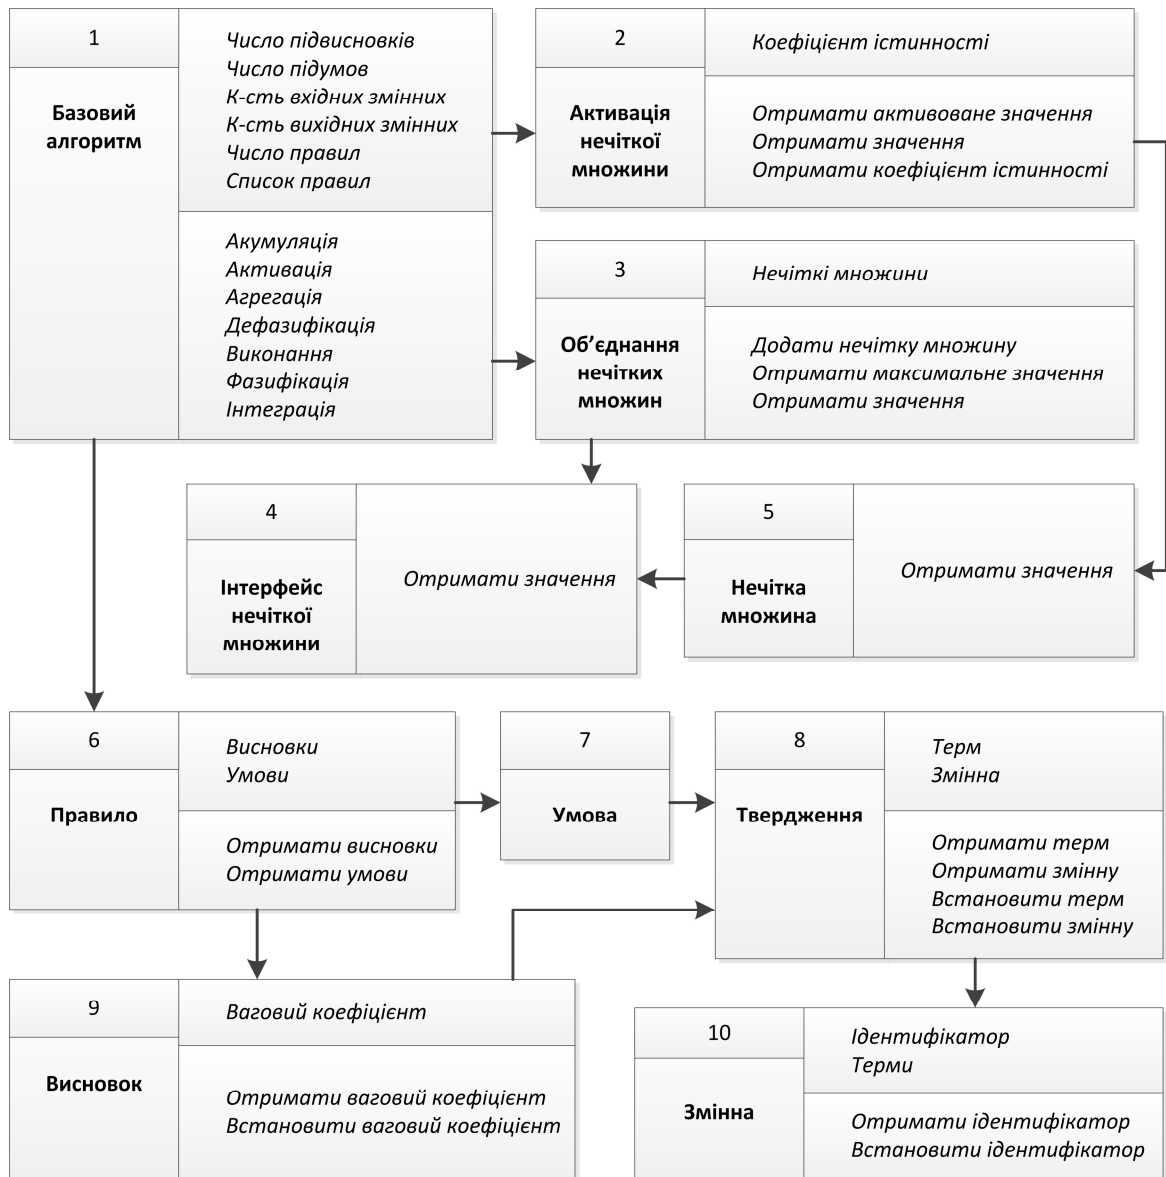 1
Базовий
алгоритм
Число підвисновків
Число підумов
К-сть вхідних змінних
К-сть вихідних змінних
Число правил
Список правил
Акумуляція
Активація
Агрегація
Дефазифікація
Виконання
Фазифікація
Інтеграція
2
Активація
нечіткої
множини
Коефіцієнт істинності
Отримати активоване значення
Отримати значення
Отримати коефіцієнт істинності
3
Об’єднання
нечітких
множин
Нечіткі множини
Додати нечітку множину
Отримати максимальне значення
Отримати значення
4
Інтерфейс
нечіткої
множини
Отримати значення
5
Нечітка
множина
Отримати значення
6
Правило
Висновки
Умови
Отримати висновки
Отримати умови
7
Умова
8
Твердження
Терм
Змінна
Отримати терм
Отримати змінну
Встановити терм
Встановити змінну
9
Висновок
Ваговий коефіцієнт
Отримати ваговий коефіцієнт
Встановити ваговий коефіцієнт
10
Змінна
Ідентифікатор
Терми
Отримати ідентифікатор
Встановити ідентифікатор